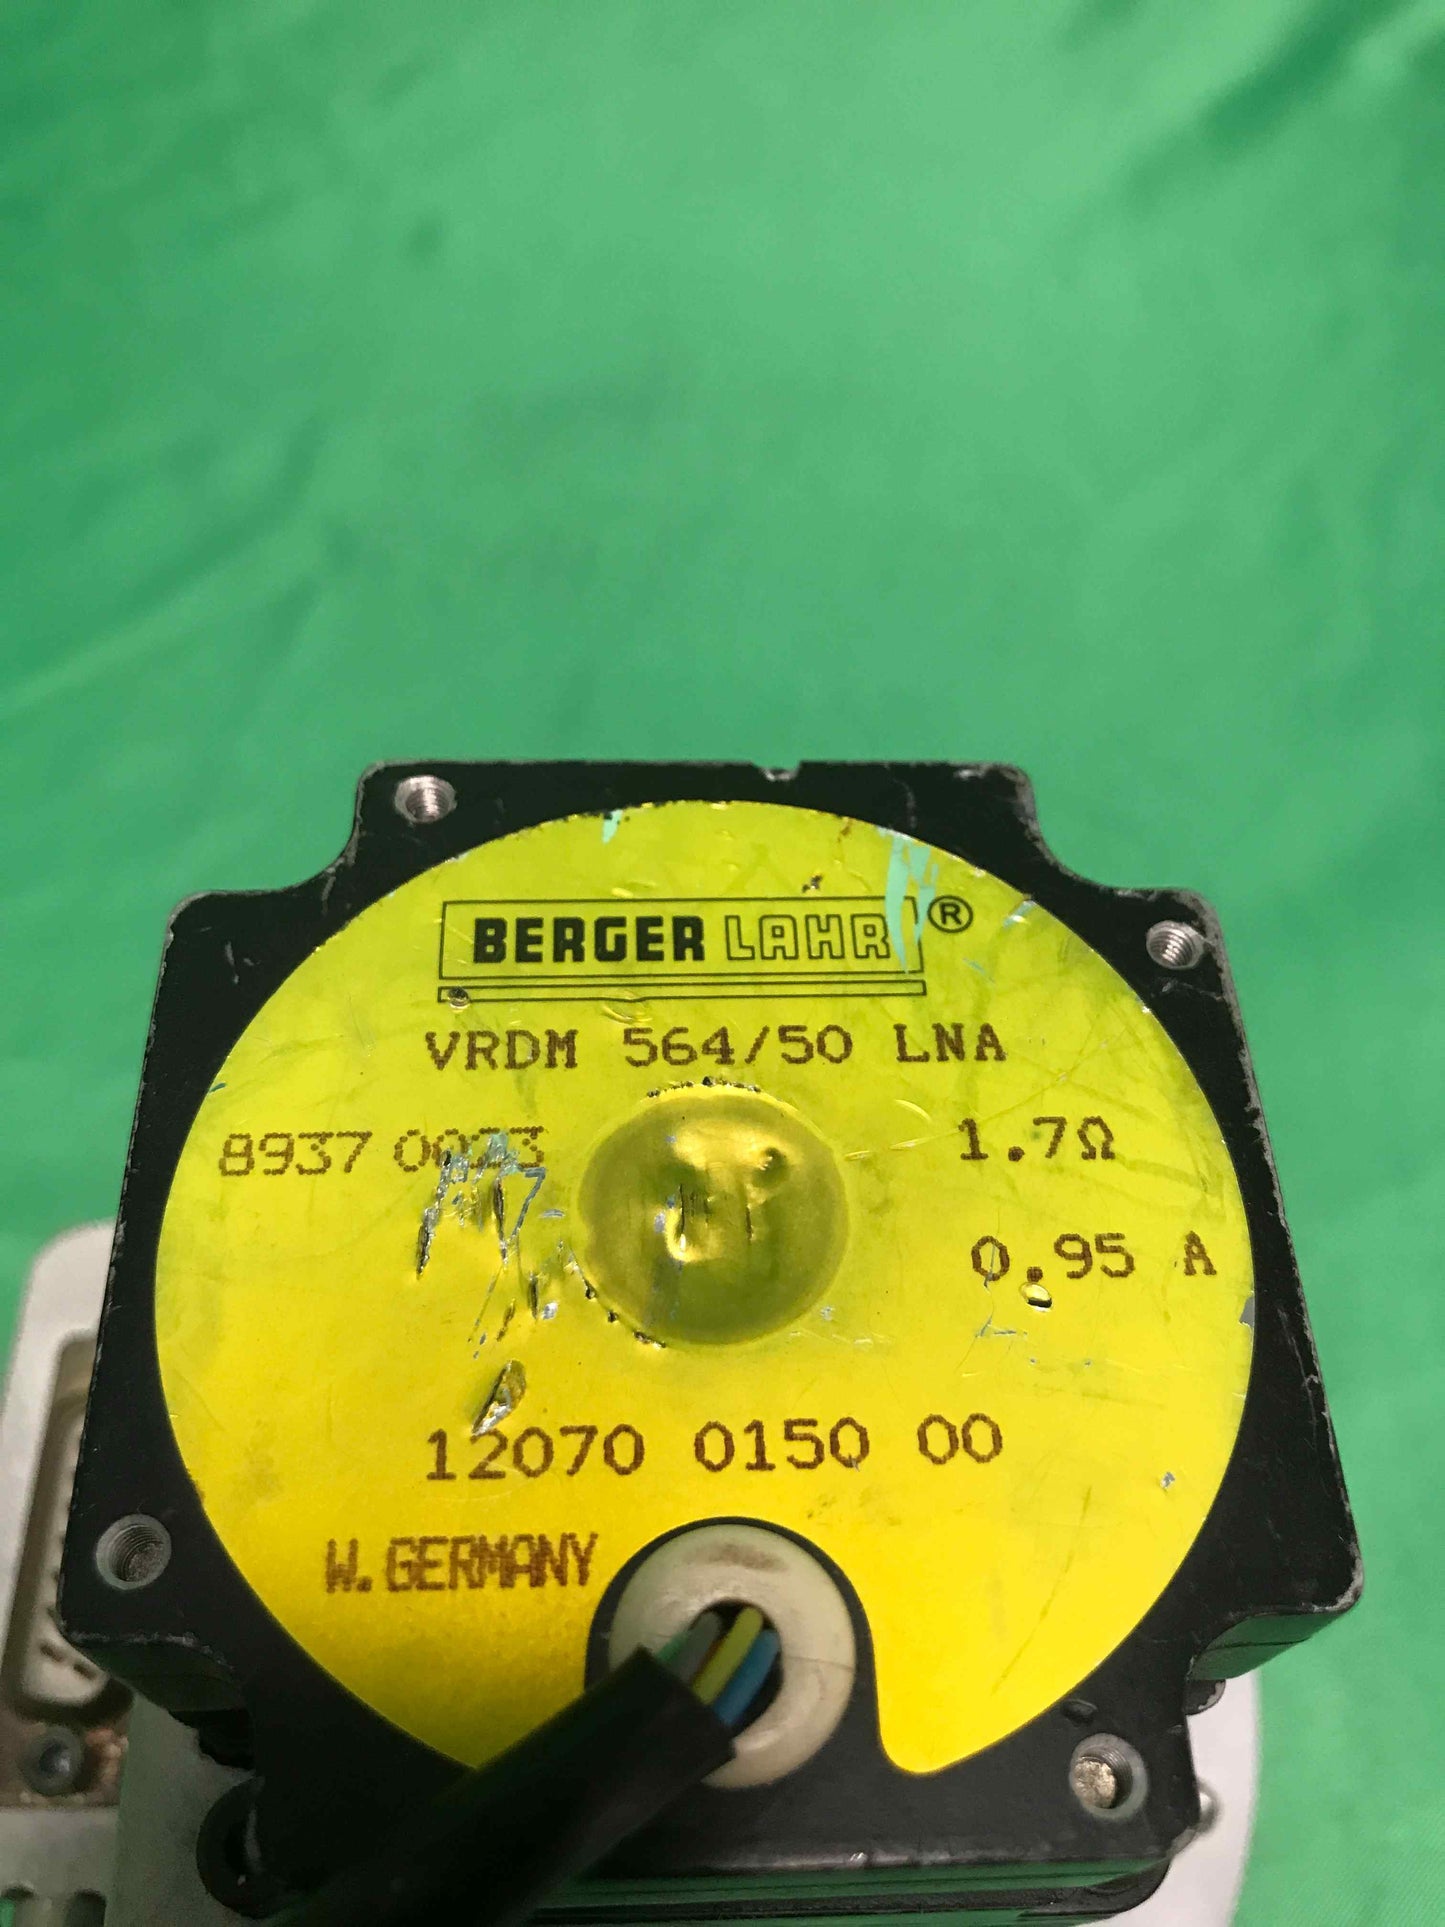 BERGER LAHR ®
VRDM 564/50 LNA
8937 1.7Ω
0.95 A
12070 0150 00
W.GERMANY